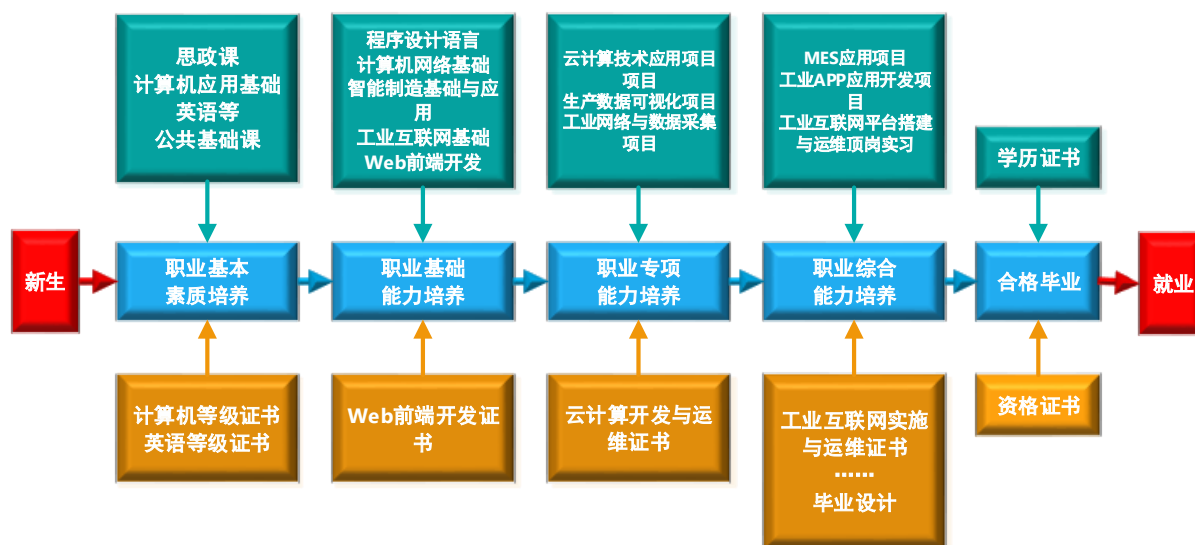 思政课
计算机应用基础
英语等
公共基础课
程序设计语言
计算机网络基础
智能制造基础与应
用
工业互联网基础
Web前端开发
云计算技术应用项目
项目
生产数据可视化项目
工业网络与数据采集
项目
MES应用项目
工业APP应用开发项
目
工业互联网平台搭建
与运维顶岗实习
学历证书
新生
职业基本
素质培养
职业基础
能力培养
职业专项
能力培养
职业综合
能力培养
合格毕业
就业
计算机等级证书
英语等级证书
Web前端开发证
书
云计算开发与运
维证书
工业互联网实施
与运维证书
……
毕业设计
资格证书